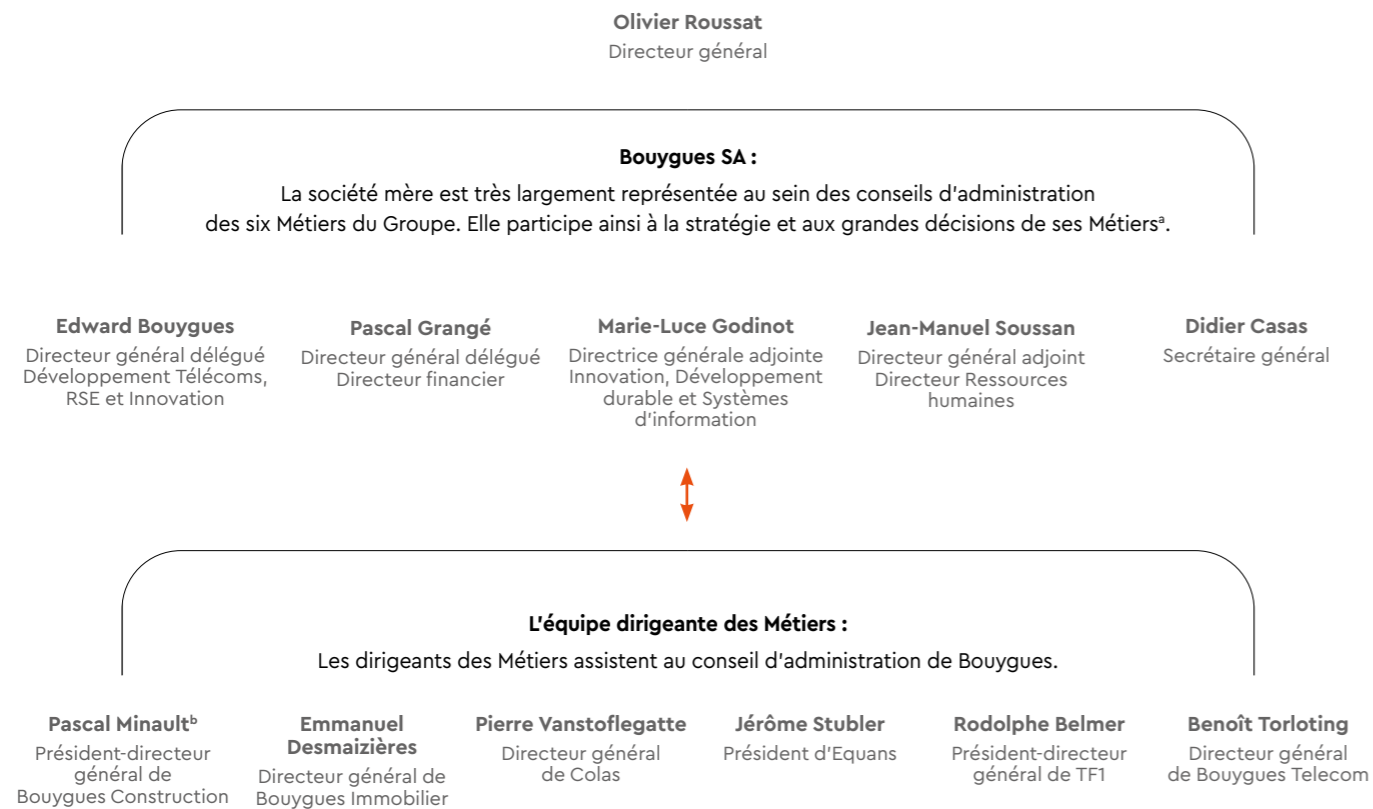 Olivier Roussat
Directeur général
Bouygues SA :
La société mère est très largement représentée au sein des conseils d'administration
des six Métiers du Groupe. Elle participe ainsi à la stratégie et aux grandes décisions de ses Métiersᵃ.
Edward Bouygues
Directeur général délégué
Développement Télécoms,
RSE et Innovation
Pascal Grangé
Directeur général délégué
Directeur financier
Marie-Luce Godinot
Directrice générale adjointe
Innovation, Développement
durable et Systèmes
d'information
Jean-Manuel Soussan
Directeur général adjoint
Directeur Ressources
humaines
Didier Casas
Secrétaire général
L'équipe dirigeante des Métiers :
Les dirigeants des Métiers assistent au conseil d'administration de Bouygues.
Pascal Minaultᵇ
Président-directeur
général de
Bouygues Construction
Emmanuel
Desmaizières
Directeur général de
Bouygues Immobilier
Pierre Vanstoflegatte
Directeur général
de Colas
Jérôme Stubler
Président d'Equans
Rodolphe Belmer
Président-directeur
général de TF1
Benoît Torloting
Directeur général
de Bouygues Telecom